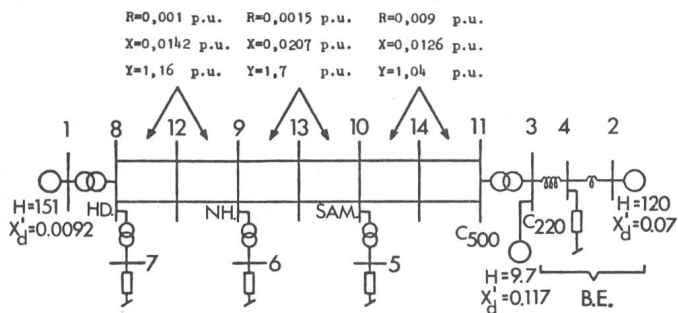 R=0,001 p.u. R=0,0015 p.u. R=0,009 p.u.
X=0,0142 p.u. X=0,0207 p.u. X=0,0126 p.u.
Y=1,16 p.u. Y=1,7 p.u. Y=1,04 p.u.
1 8 12 9 13 10 14 11 3 4 2
H=151
X'd=0.0092
HD. NH. SAM. C500 C220
H=120
X'd=0.07
7 6 5
H=9.7
X'd=0.117
B.E.